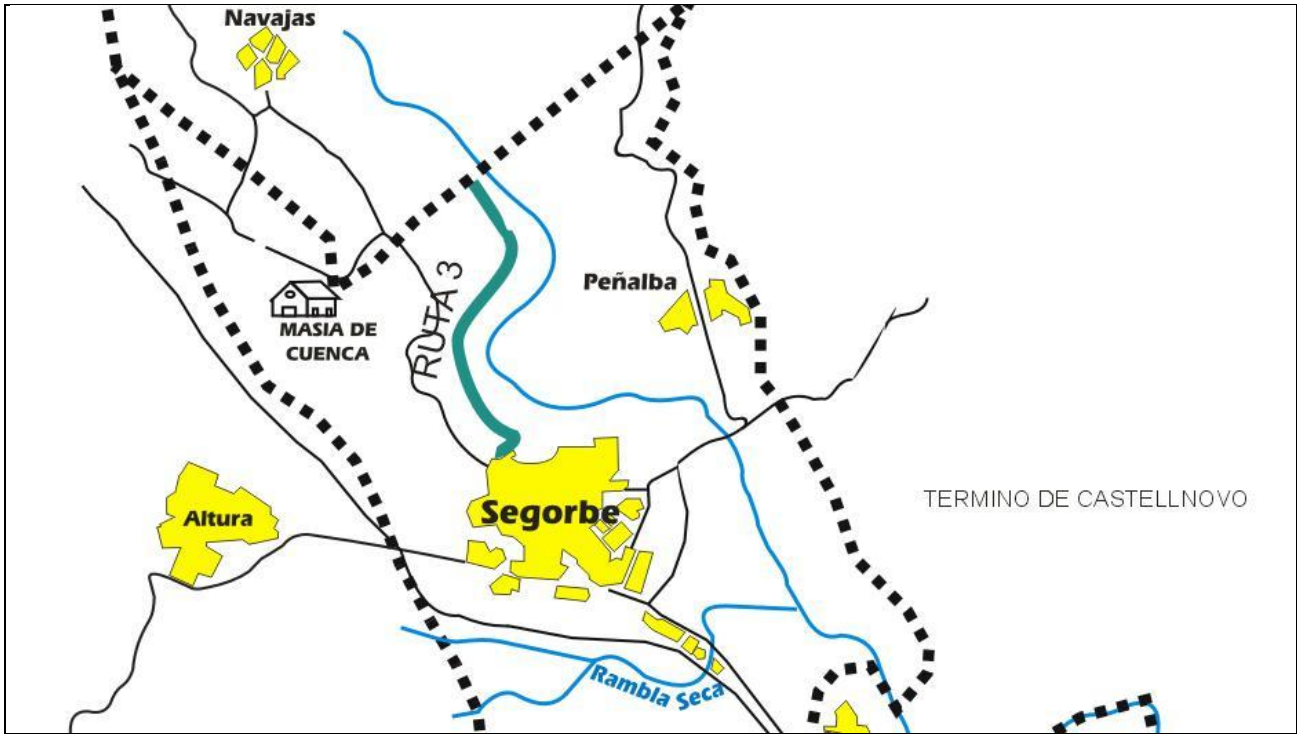 Navajas
Peñalba
RUTA 3
MASIA DE
CUENCA
TERMINO DE CASTELLNOVO
Segorbe
Altura
Rambla Seca